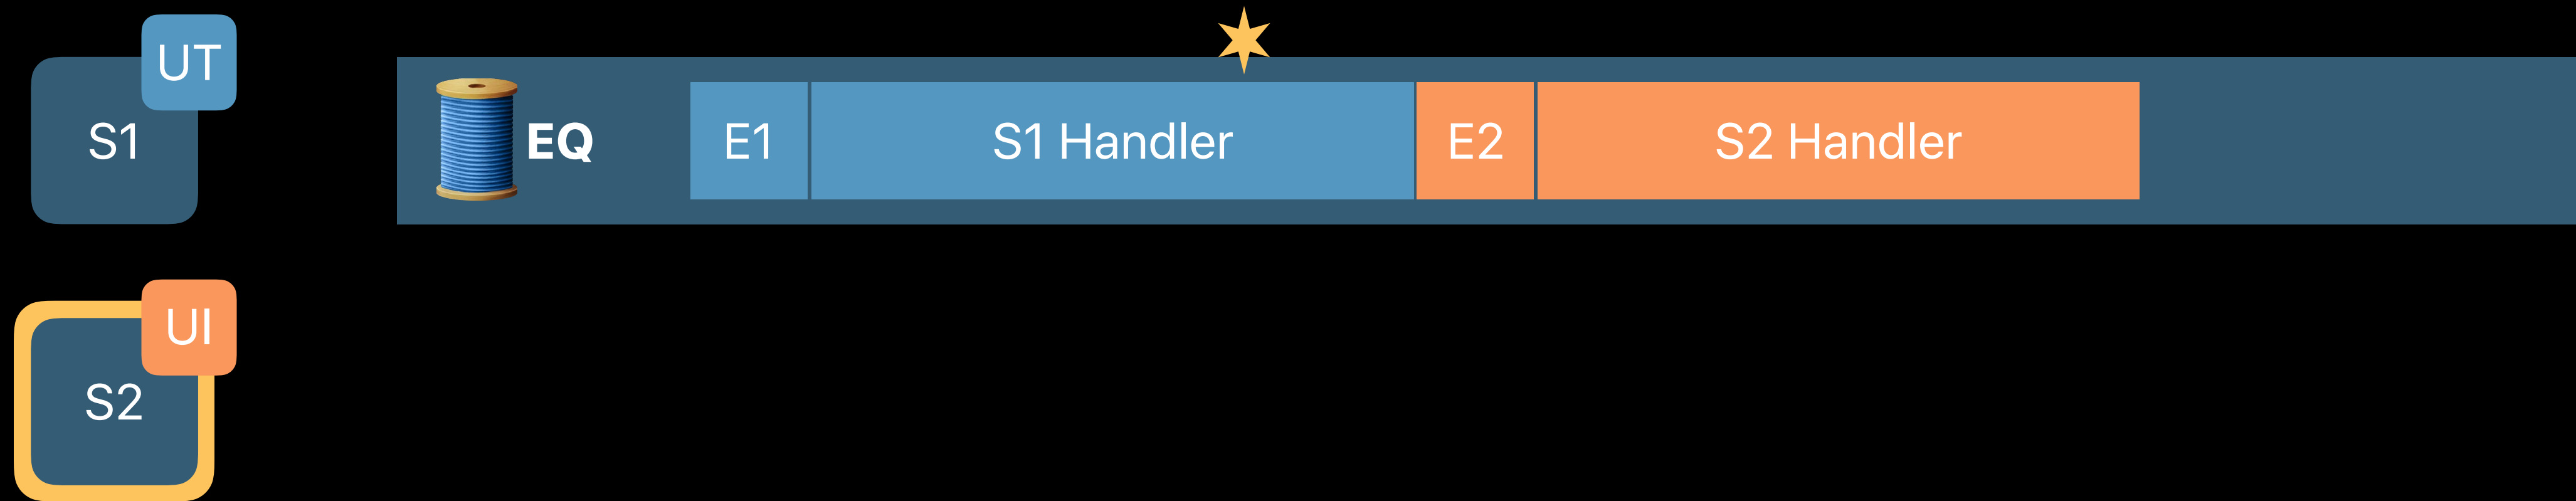 UT
S1
EQ
E1
S1 Handler
E2
S2 Handler
UI
S2